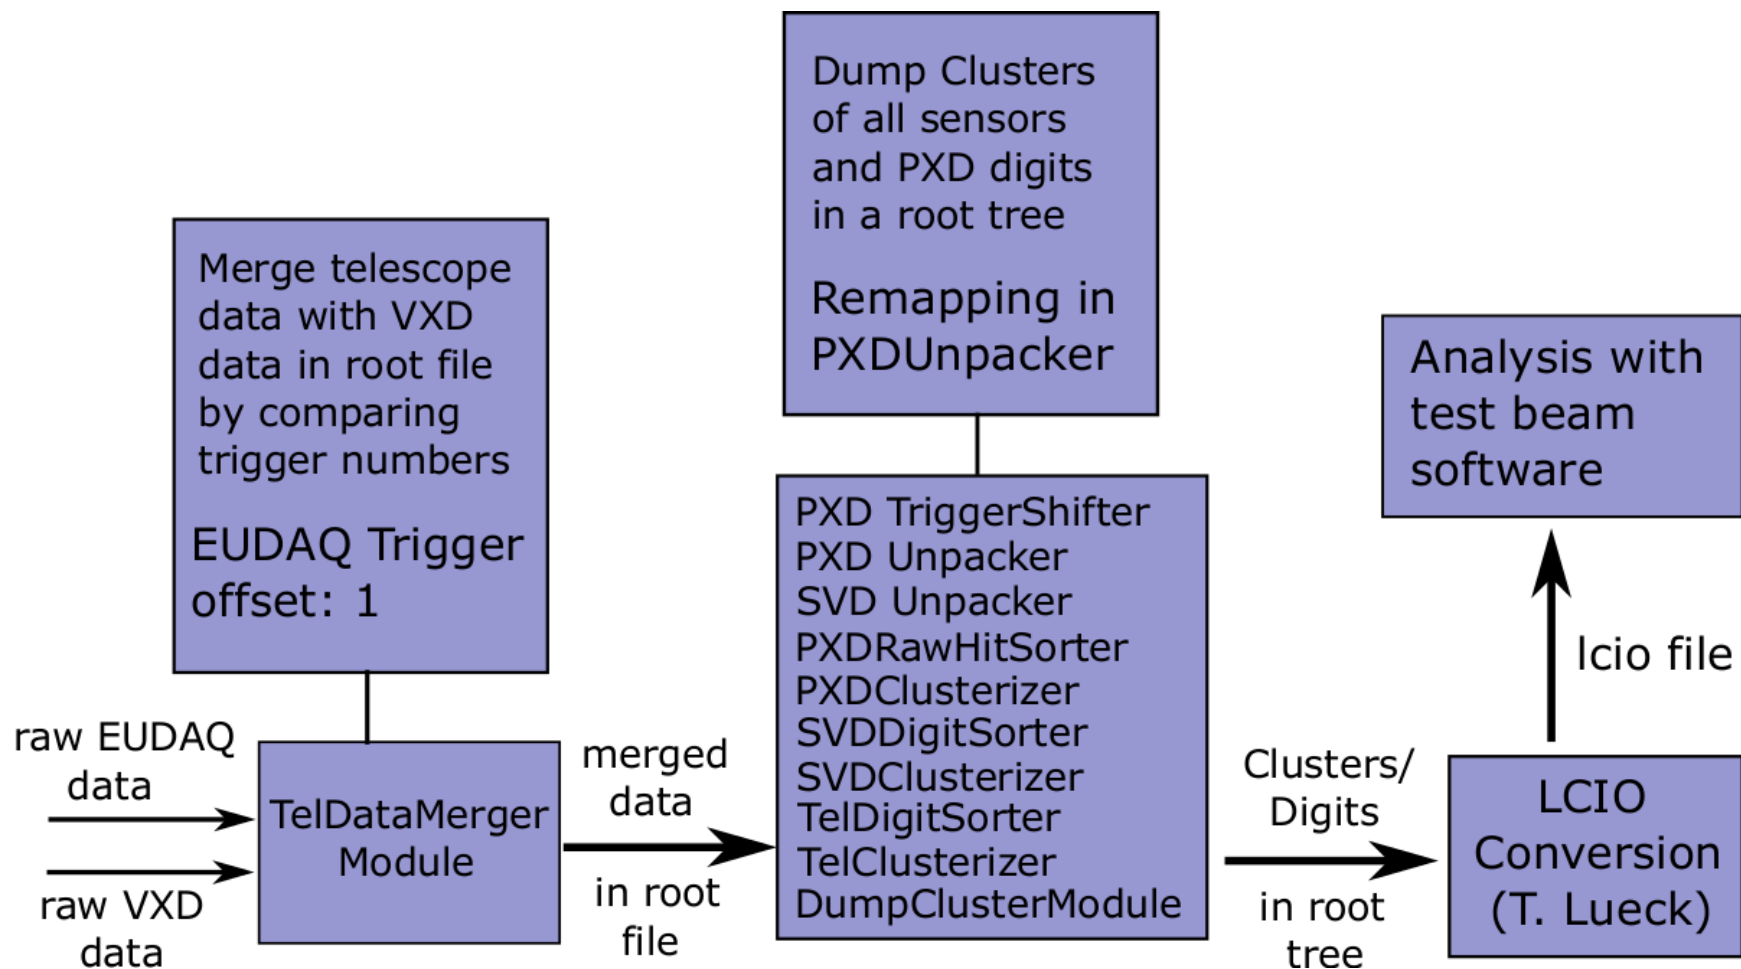 Dump Clusters
of all sensors
and PXD digits
in a root tree
Remapping in
PXDUnpacker
Merge telescope
data with VXD
data in root file
by comparing
trigger numbers
EUDAQ Trigger
offset: 1
Analysis with
test beam
software
PXD TriggerShifter
PXD Unpacker
SVD Unpacker
PXDRawHitSorter
PXDClusterizer
SVDDigitSorter
SVDClusterizer
TelDigitSorter
TelClusterizer
DumpClusterModule
lcio file
raw EUDAQ
data
raw VXD
data
TelDataMerger
Module
merged
data
in root
file
Clusters/
Digits
in root
tree
LCIO
Conversion
(T. Lueck)